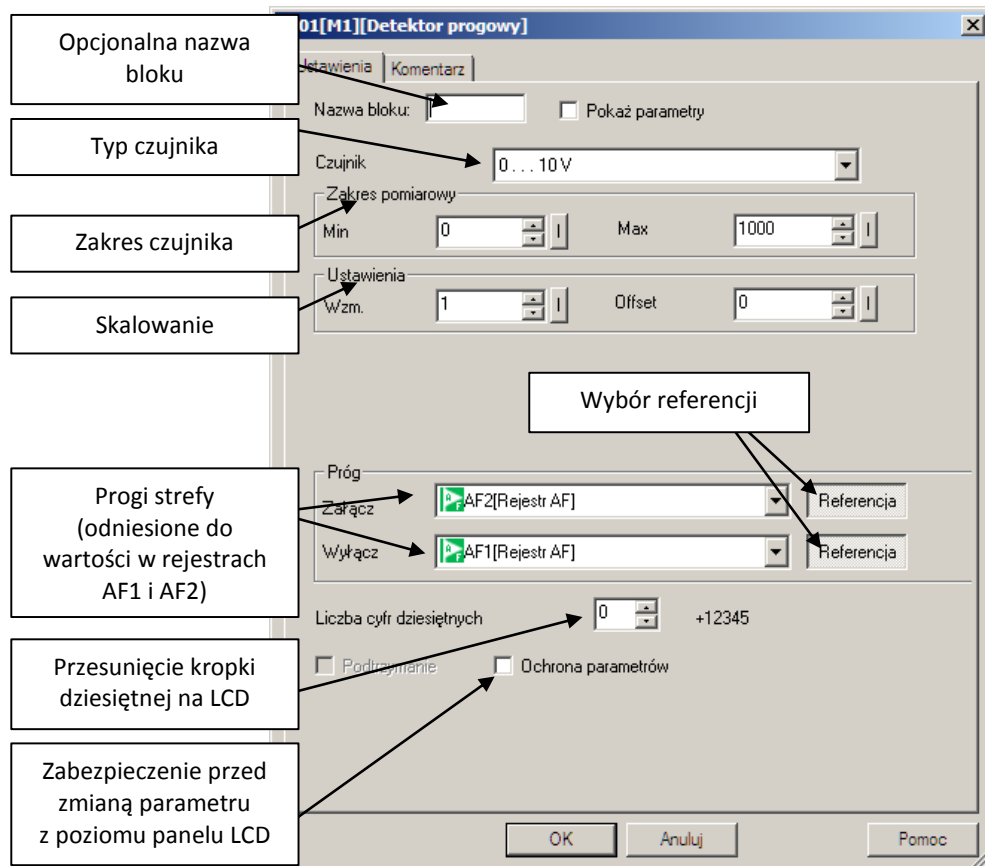 Opcjonalna nazwa
bloku
Typ czujnika
Zakres czujnika
Skalowanie
Wybór referencji
Progi strefy
(odniesione do
wartości w rejestrach
AF1 i AF2)
Przesunięcie kropki
dziesiętnej na LCD
Zabezpieczenie przed
zmianą parametru
z poziomu panelu LCD
01[M1][Detektor progowy]
Ustawienia Komentarz
Nazwa bloku: Pokaż parametry
Czujnik 0 . . . 10 V
Zakres pomiarowy
Min 0 I Max 1000 I
Ustawienia
Wzm. 1 I Offset 0 I
Próg
Załącz AF2[Rejestr AF] Referencja
Wyłącz AF1[Rejestr AF] Referencja
Liczba cyfr dziesiętnych 0 +12345
Podtrzymanie Ochrona parametrów
OK Anuluj Pomoc